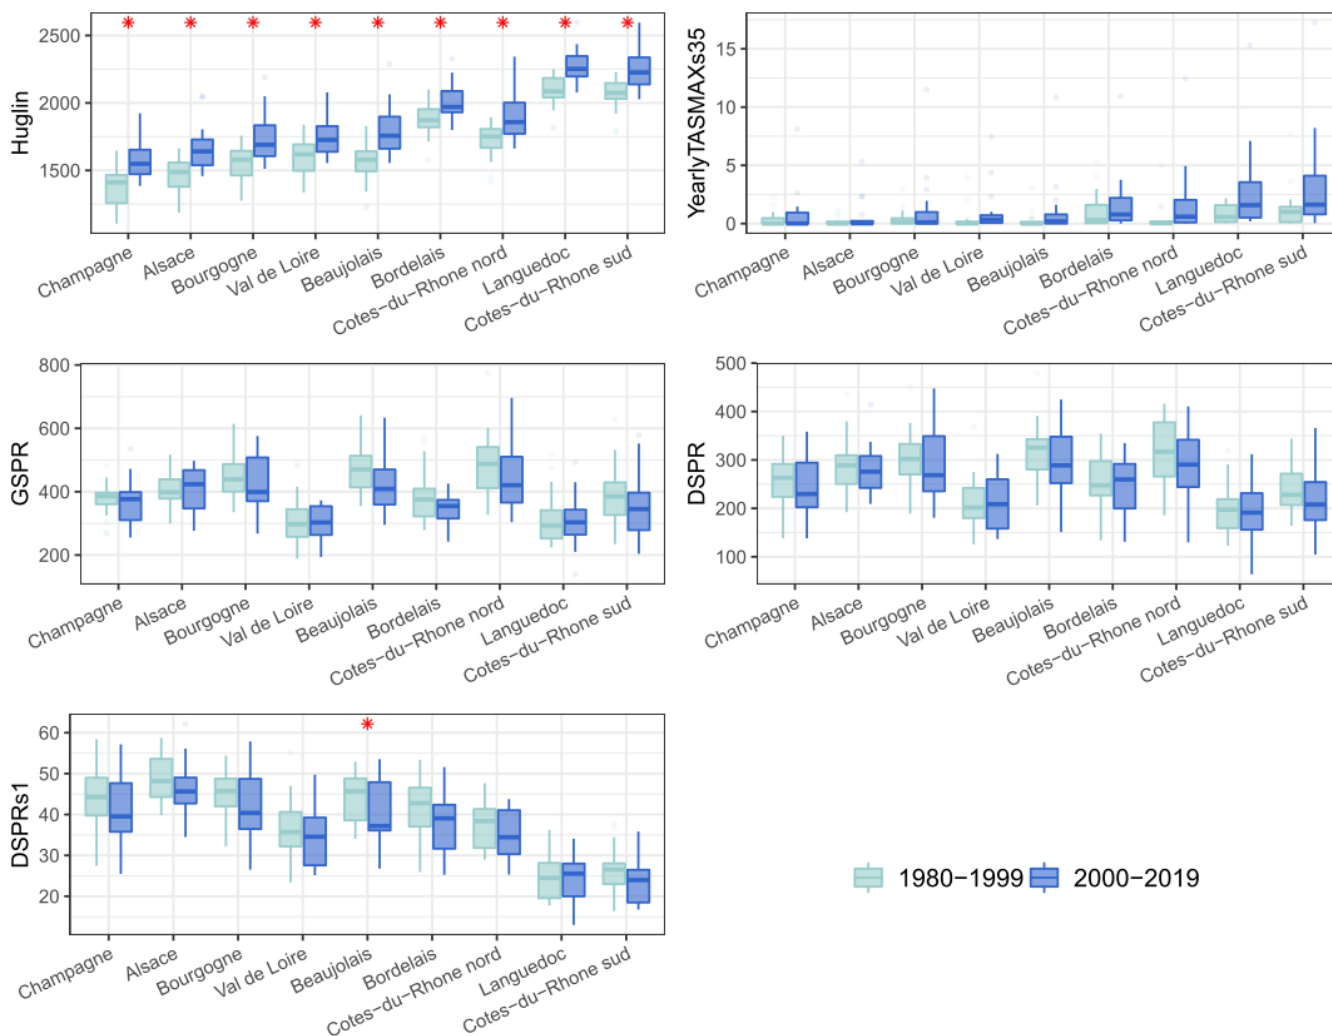 Huglin
2500
2000
1500
Champagne
Alsace
Bourgogne
Val de Loire
Beaujolais
Bordelais
Cotes-du-Rhone nord
Languedoc
Cotes-du-Rhone sud
YearlyTASMAXs35
15
10
5
0
Champagne
Alsace
Bourgogne
Val de Loire
Beaujolais
Bordelais
Cotes-du-Rhone nord
Languedoc
Cotes-du-Rhone sud
GSPR
800
600
400
200
Champagne
Alsace
Bourgogne
Val de Loire
Beaujolais
Bordelais
Cotes-du-Rhone nord
Languedoc
Cotes-du-Rhone sud
DSPR
500
400
300
200
100
Champagne
Alsace
Bourgogne
Val de Loire
Beaujolais
Bordelais
Cotes-du-Rhone nord
Languedoc
Cotes-du-Rhone sud
DSPRs1
60
50
40
30
20
Champagne
Alsace
Bourgogne
Val de Loire
Beaujolais
Bordelais
Cotes-du-Rhone nord
Languedoc
Cotes-du-Rhone sud
1980-1999 2000-2019